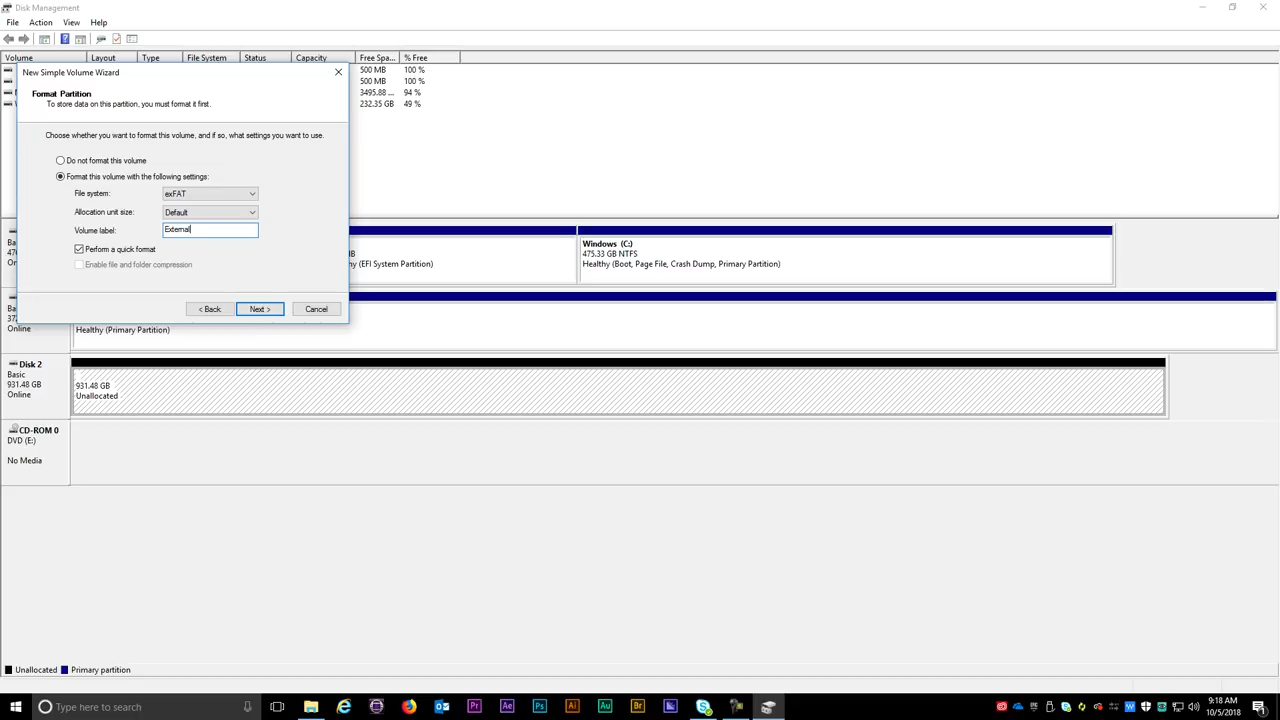 Disk Management
File Action View Help
Volume Layout Type File System Status Capacity Free Spa... % Free
500 MB 100 %
500 MB 100 %
3495.88 ... 94 %
232.35 GB 49 %
New Simple Volume Wizard
Format Partition
To store data on this partition, you must format it first.
Choose whether you want to format this volume, and if so, what settings you want to use.
Do not format this volume
Format this volume with the following settings:
File system: exFAT
Allocation unit size: Default
Volume label: External
Perform a quick format
Enable file and folder compression
< Back Next > Cancel
Windows (C:)
475.33 GB NTFS
(EFI System Partition)
Healthy (Boot, Page File, Crash Dump, Primary Partition)
Online
Healthy (Primary Partition)
Disk 2
Basic
931.48 GB
Online
931.48 GB
Unallocated
CD-ROM 0
DVD (E:)
No Media
Unallocated Primary partition
Type here to search
Pr Ae Ps Ai Au Br
9:18 AM
10/5/2018